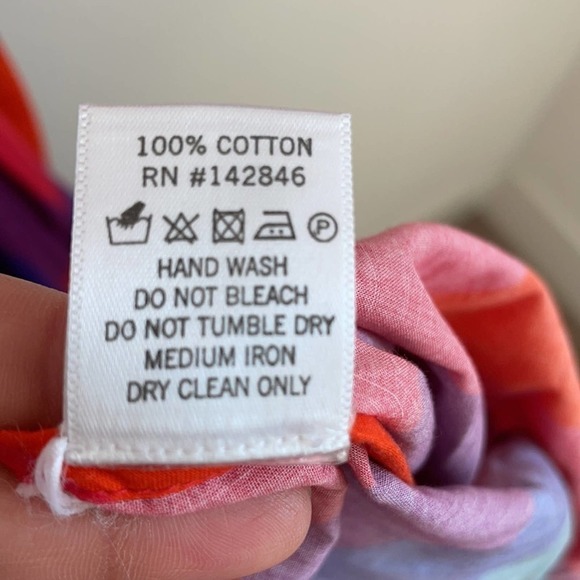 100% COTTON
RN #142846
P
HAND WASH
DO NOT BLEACH
DO NOT TUMBLE DRY
MEDIUM IRON
DRY CLEAN ONLY